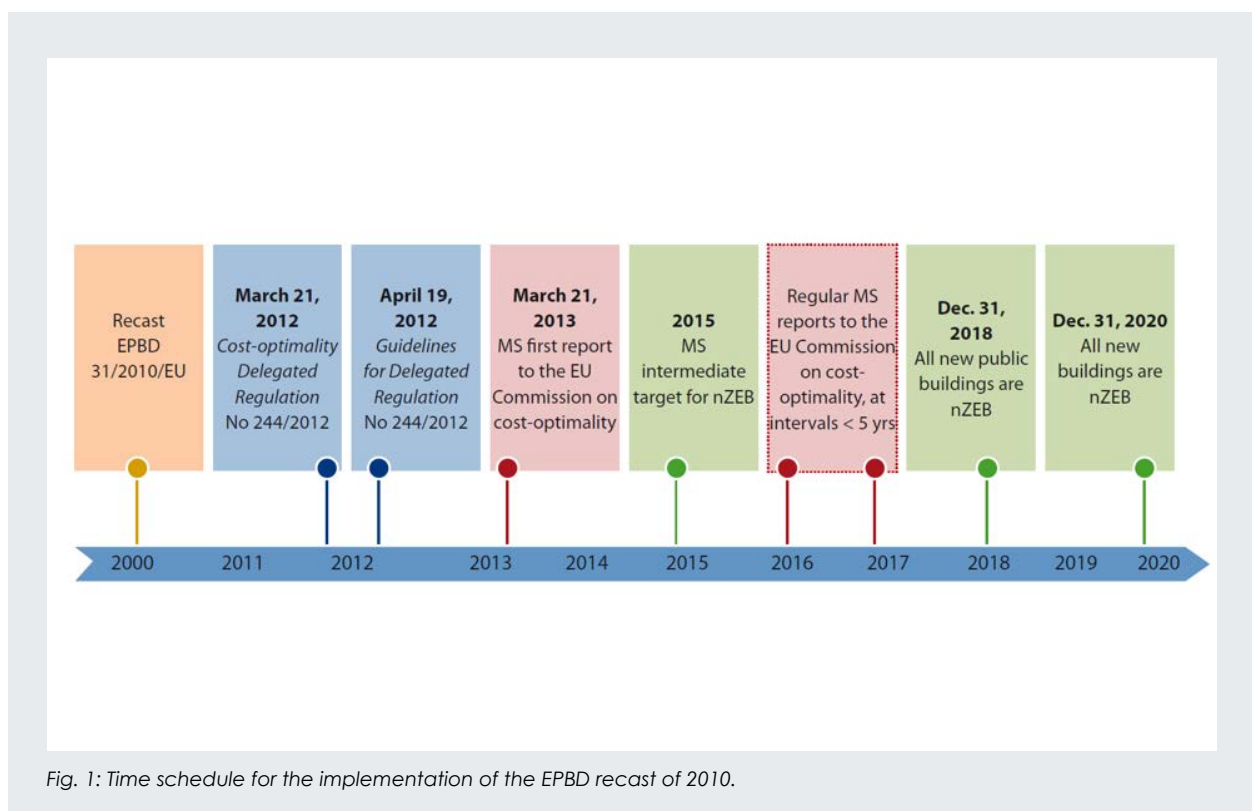 Recast
EPBD
31/2010/EU
March 21,
2012
Cost-optimality
Delegated
Regulation
No 244/2012
April 19,
2012
Guidelines
for Delegated
Regulation
No 244/2012
March 21,
2013
MS first report
to the EU
Commission on
cost-optimality
2015
MS
intermediate
target for nZEB
Regular MS
reports to the
EU Commission
on cost-
optimality, at
intervals < 5 yrs
Dec. 31,
2018
All new public
buildings are
nZEB
Dec. 31, 2020
All new
buildings are
nZEB
2000 2011 2012 2013 2014 2015 2016 2017 2018 2019 2020
Fig. 1: Time schedule for the implementation of the EPBD recast of 2010.